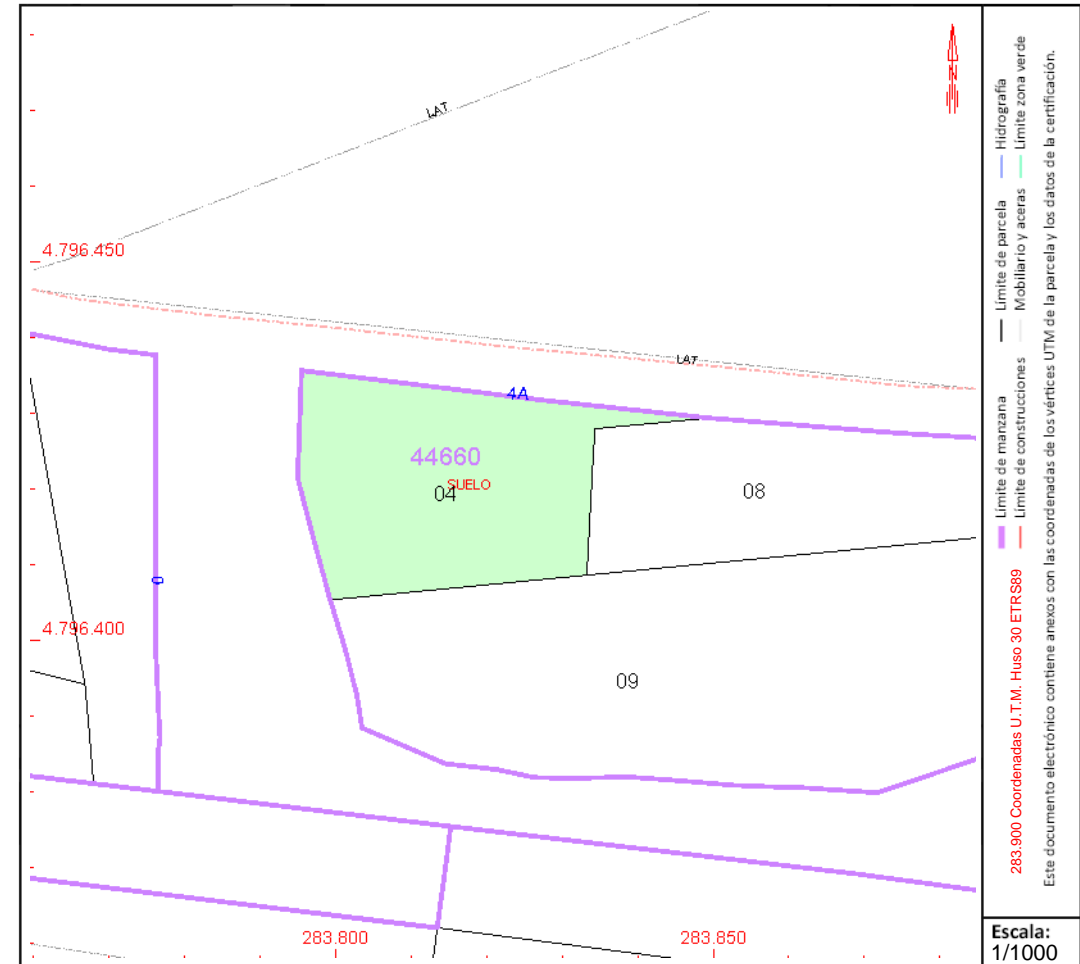 LAT
N
4.796.450
LAT
4A
44660
SUELO
04
08
0
4.796.400
09
283.800
283.850
Hidrografía
Límite zona verde
Límite de parcela
Mobiliario y aceras
Límite de manzana
Límite de construcciones
283.900 Coordenadas U.T.M. Huso 30 ETRS89
Este documento electrónico contiene anexos con las coordenadas de los vértices UTM de la parcela y los datos de la certificación.
Escala:
1/1000